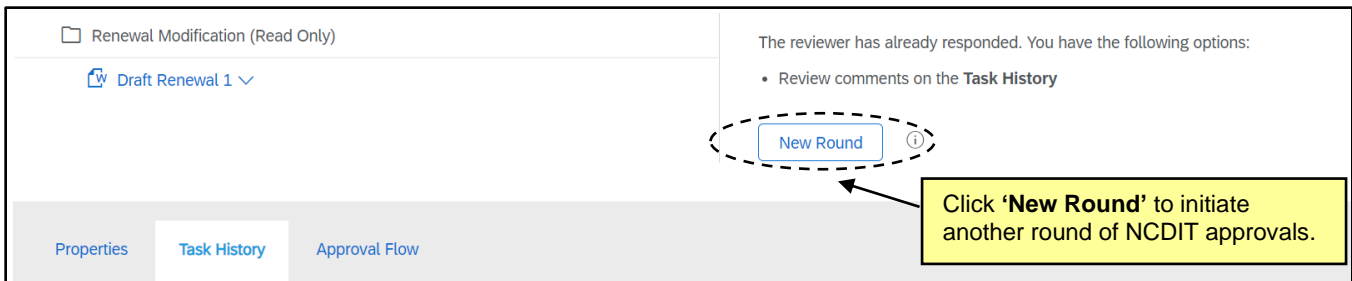 Renewal Modification (Read Only)
Draft Renewal 1
The reviewer has already responded. You have the following options:
• Review comments on the Task History
New Round
Click ‘New Round’ to initiate
another round of NCDIT approvals.
Properties Task History Approval Flow